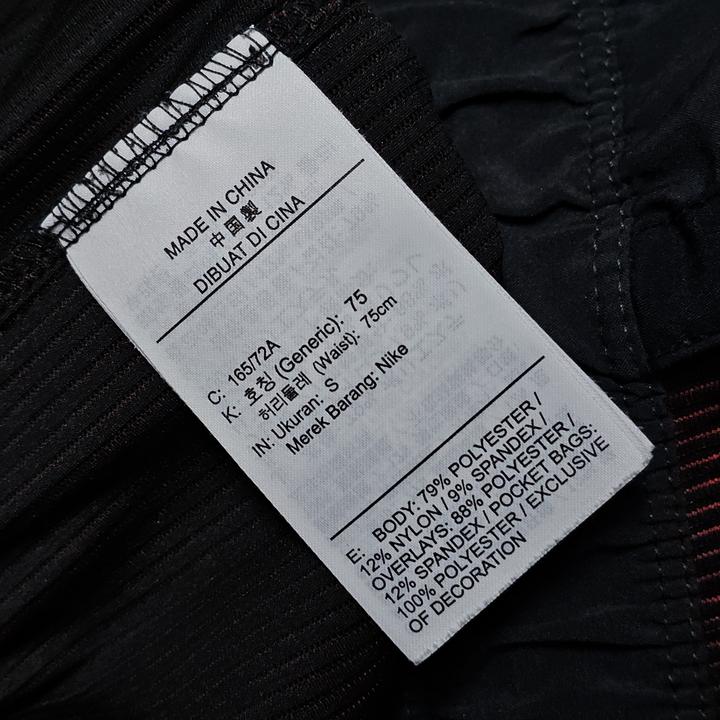 MADE IN CHINA
中国製
DIBUAT DI CINA
C: 165/72A
K: 호칭 (Generic): 75
허리둘레 (Waist): 75cm
IN: Ukuran: S
Merek Barang: Nike
E: BODY: 79% POLYESTER /
12% NYLON / 9% SPANDEX /
OVERLAYS: 88% POLYESTER /
12% SPANDEX / POCKET BAGS:
100% POLYESTER / EXCLUSIVE
OF DECORATION